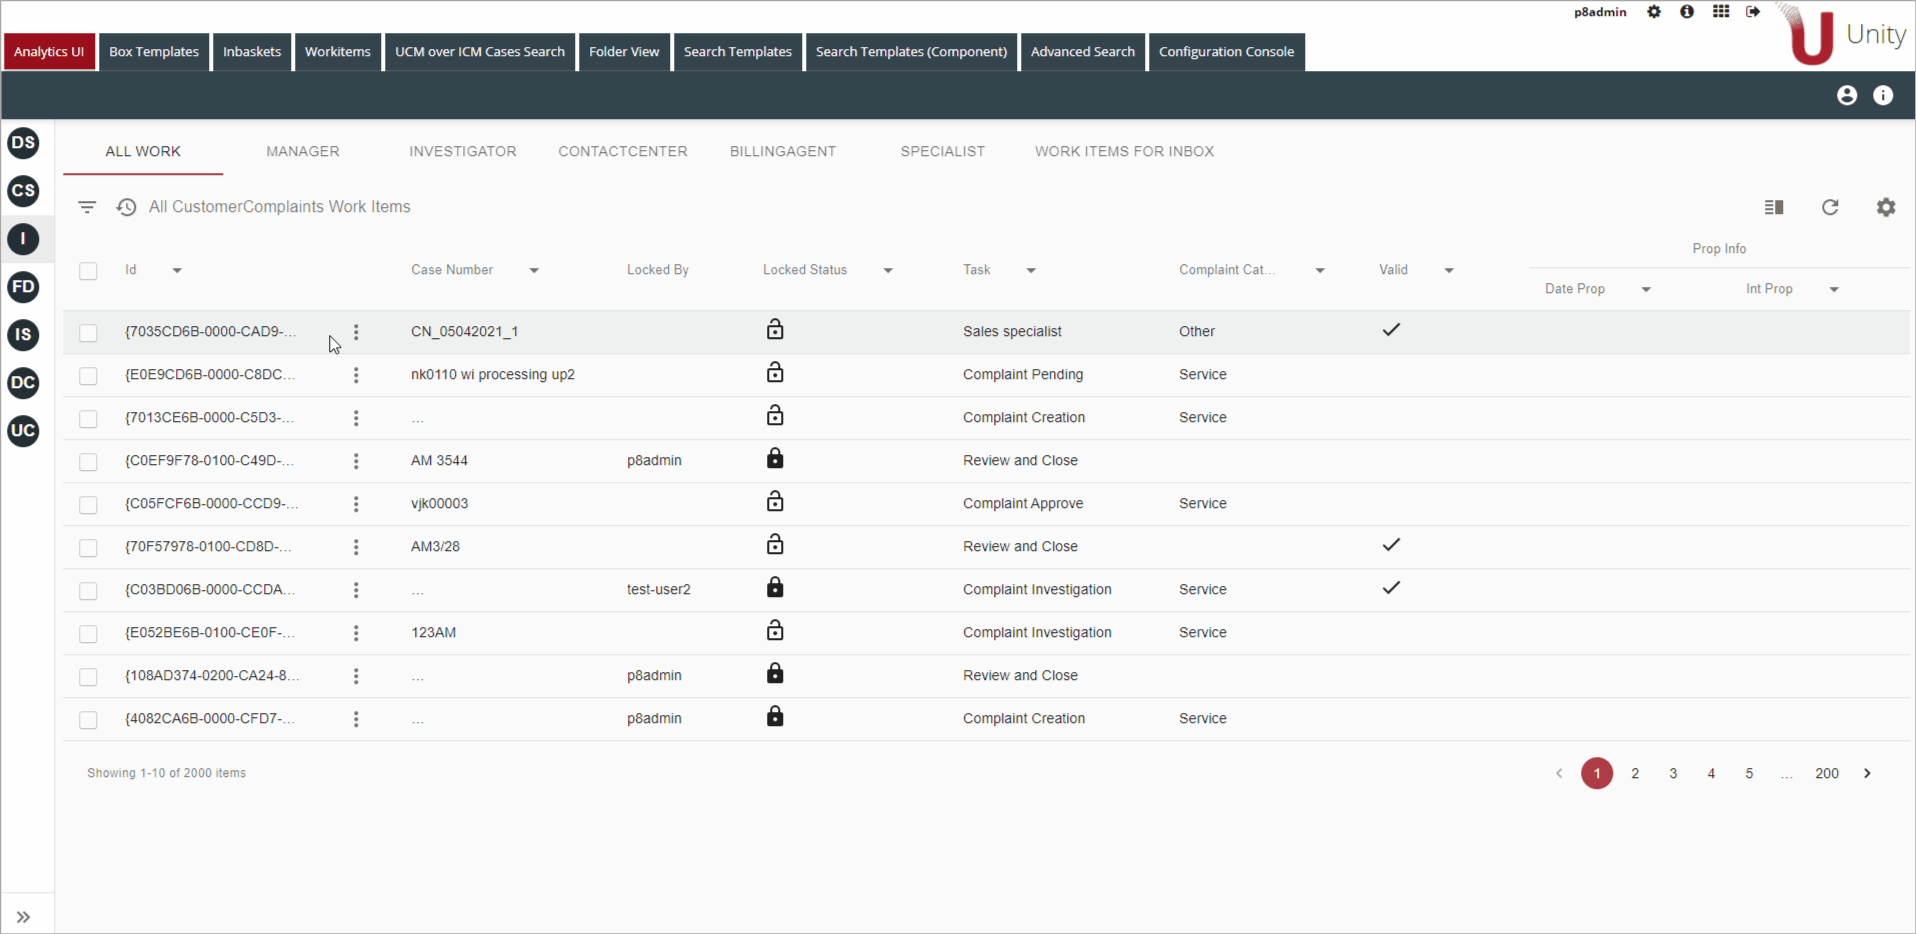 p8admin
Unity
Analytics UI Box Templates Inbaskets Workitems UCM over ICM Cases Search Folder View Search Templates Search Templates (Component) Advanced Search Configuration Console
DS
CS
I
FD
IS
DC
UC
ALL WORK MANAGER INVESTIGATOR CONTACTCENTER BILLINGAGENT SPECIALIST WORK ITEMS FOR INBOX
All CustomerComplaints Work Items
Prop Info
Id Case Number Locked By Locked Status Task Complaint Cat... Valid
Date Prop Int Prop
{7035CD6B-0000-CAD9-... CN_05042021_1 Sales specialist Other
{E0E9CD6B-0000-C8DC... nk0110 wi processing up2 Complaint Pending Service
{7013CE6B-0000-C5D3-... ... Complaint Creation Service
{C0EF9F78-0100-C49D-... AM 3544 p8admin Review and Close
{C05FCF6B-0000-CCD9-... vjk00003 Complaint Approve Service
{70F57978-0100-CD8D-... AM3/28 Review and Close
{C03BD06B-0000-CCDA... ... test-user2 Complaint Investigation Service
{E052BE6B-0100-CE0F-... 123AM Complaint Investigation Service
{108AD374-0200-CA24-8... ... p8admin Review and Close
{4082CA6B-0000-CFD7-... ... p8admin Complaint Creation Service
Showing 1-10 of 2000 items
1 2 3 4 5 ... 200